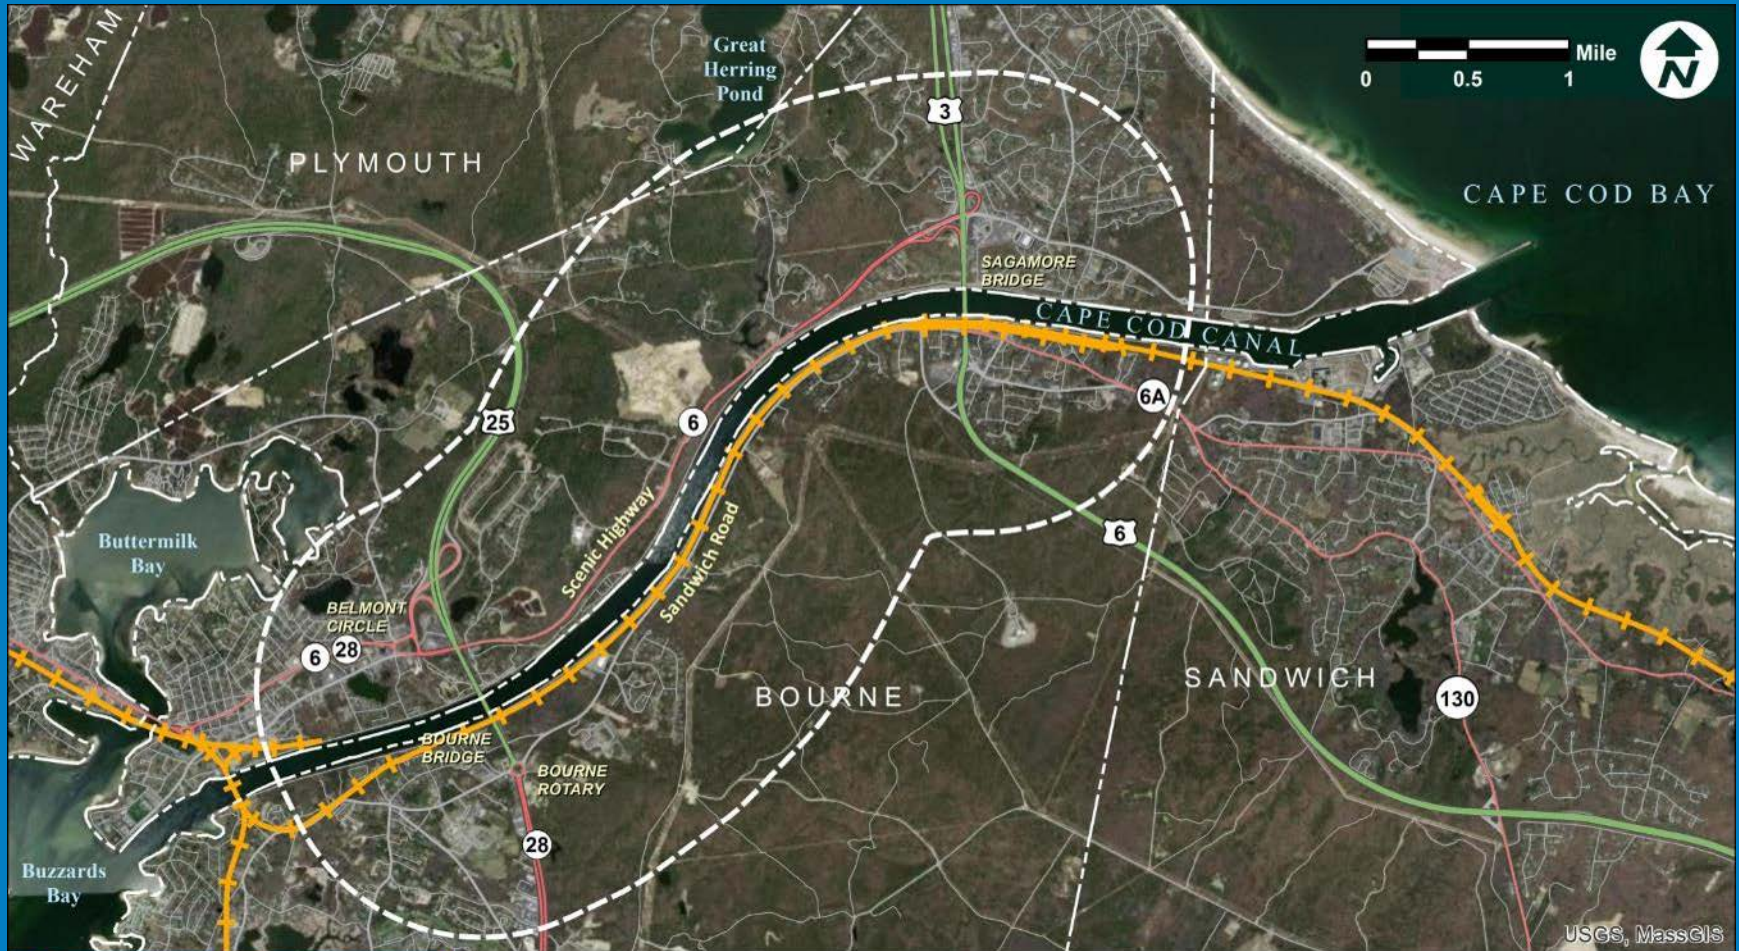 WAREHAM
Great
Herring
Pond
Mile
0 0.5 1
N
3
PLYMOUTH
CAPE COD BAY
SAGAMORE
BRIDGE
CAPE COD CANAL
6A
25
6
Scenic Highway
Sandwich Road
6
Buttermilk
Bay
BELMONT
CIRCLE
6
28
BOURNE
SANDWICH
130
BOURNE
BRIDGE
BOURNE
ROTARY
28
Buzzards
Bay
USGS, MassGIS